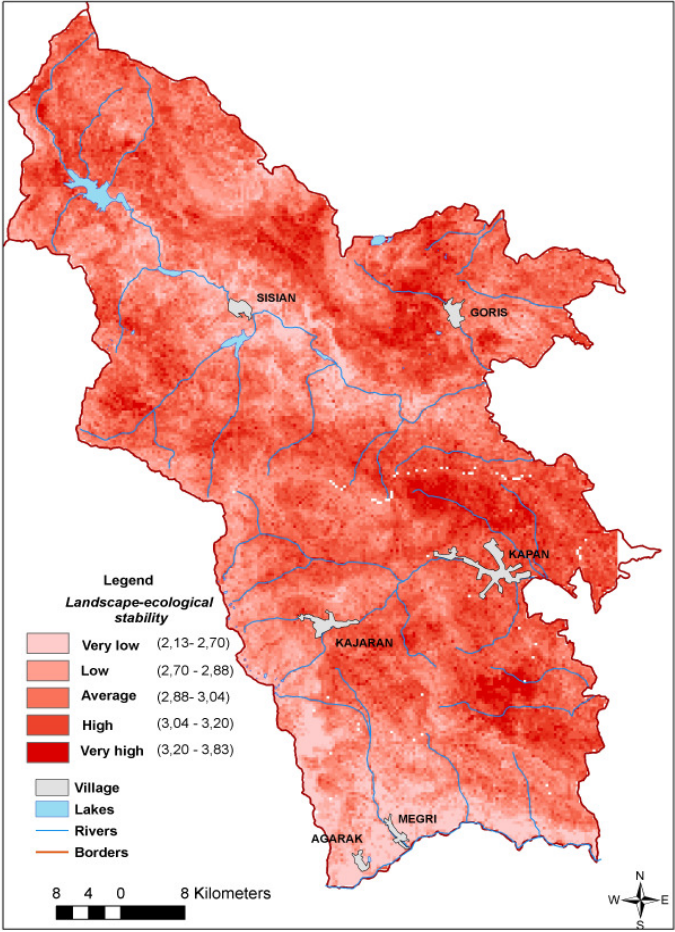 SISIAN
GORIS
KAPAN
KAJARAN
MEGRI
AGARAK
Legend
Landscape-ecological
stability
Very low (2,13- 2,70)
Low (2,70 - 2,88)
Average (2,88- 3,04)
High (3,04 - 3,20)
Very high (3,20 - 3,83)
Village
Lakes
Rivers
Borders
8 4 0 8 Kilometers
N
W E
S